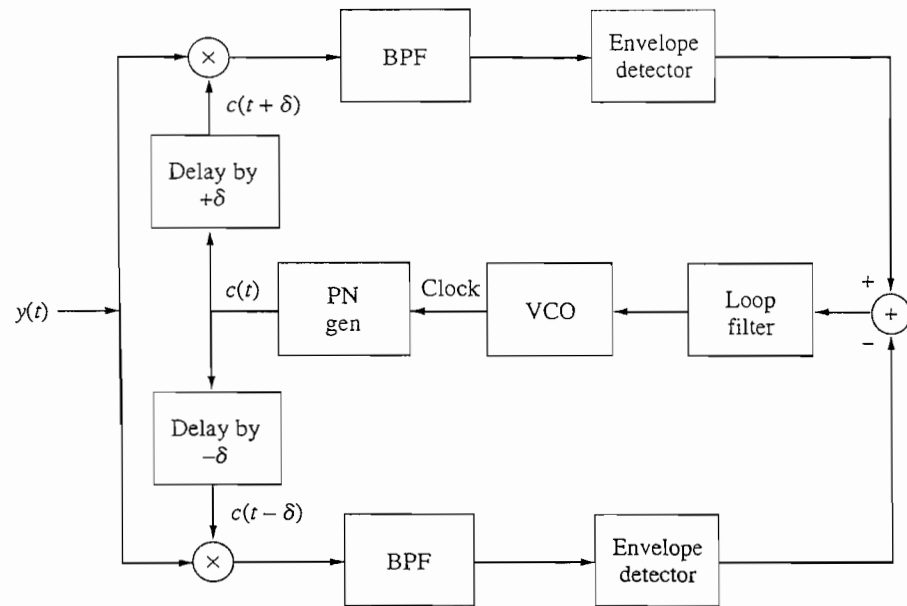 BPF
Envelope
detector
c(t + δ)
Delay by
+δ
y(t)
c(t)
PN
gen
Clock
VCO
Loop
filter
+
+
−
Delay by
−δ
c(t − δ)
BPF
Envelope
detector
×
×